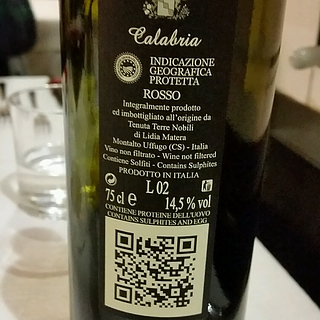 Calabria
INDICAZIONE
GEOGRAFICA
PROTETTA
ROSSO
Integralmente prodotto
ed imbottigliato all'origine da
Tenuta Terre Nobili
di Lidia Matera
Montalto Uffugo (CS) - Italia
Vino non filtrato - Wine not filtered
Contiene Solfiti - Contains Sulphites
PRODOTTO IN ITALIA
L 02
75 cl e 14,5 % vol
CONTIENE PROTEINE DELL'UOVO
CONTAINS SULPHITES AND EGG